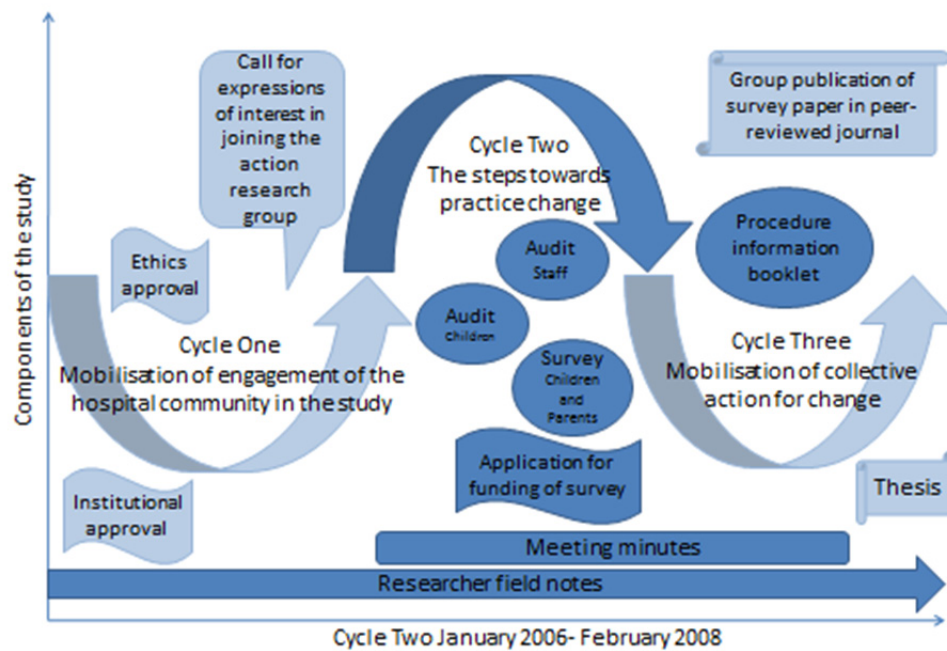 Call for
expressions
of interest in
joining the
action
research
group
Group publication of
survey paper in peer-
reviewed journal
Cycle Two
The steps towards
practice change
Procedure
information
booklet
Audit
Staff
Ethics
approval
Audit
Children
Cycle One
Mobilisation of engagement of the
hospital community in the study
Survey
Children
and
Parents
Cycle Three
Mobilisation of collective
action for change
Application for
funding of survey
Thesis
Institutional
approval
Meeting minutes
Researcher field notes
Components of the study
Cycle Two January 2006- February 2008